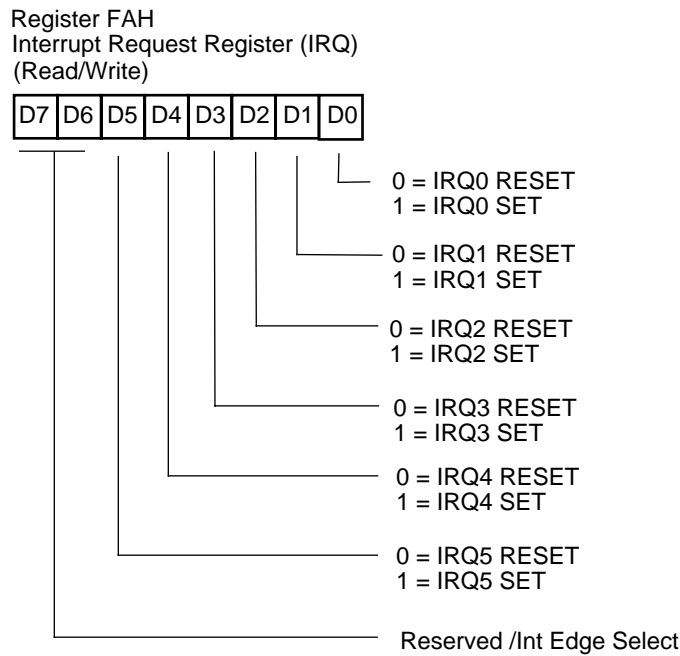 Register FAH
Interrupt Request Register (IRQ)
(Read/Write)
D7 D6 D5 D4 D3 D2 D1 D0
0 = IRQ0 RESET
1 = IRQ0 SET
0 = IRQ1 RESET
1 = IRQ1 SET
0 = IRQ2 RESET
1 = IRQ2 SET
0 = IRQ3 RESET
1 = IRQ3 SET
0 = IRQ4 RESET
1 = IRQ4 SET
0 = IRQ5 RESET
1 = IRQ5 SET
Reserved /Int Edge Select